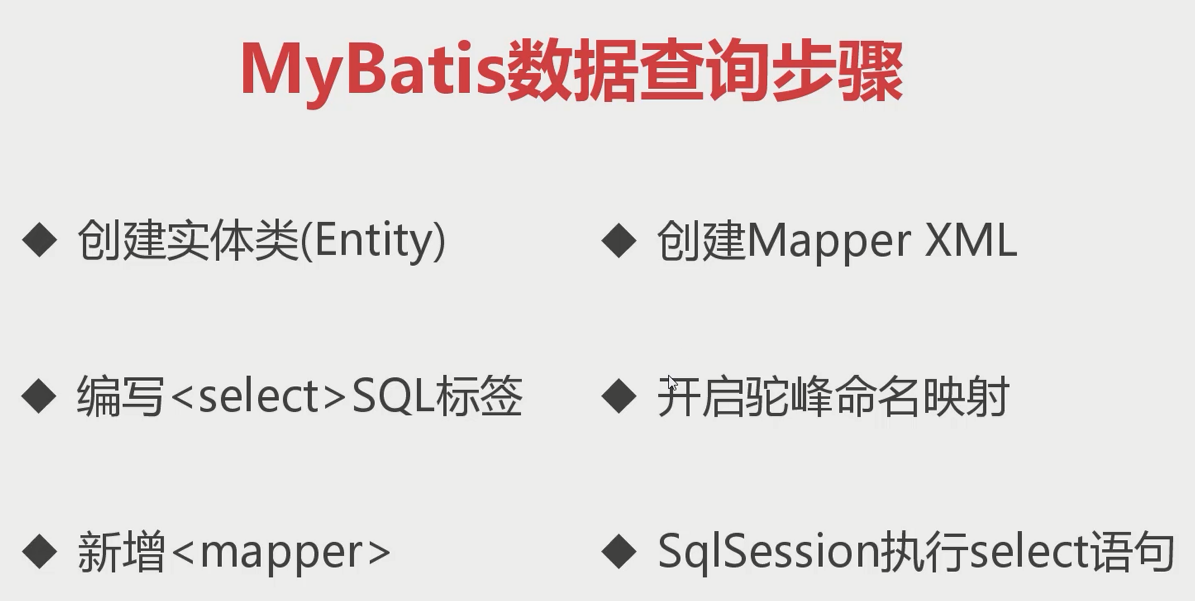 MyBatis数据查询步骤
◆ 创建实体类(Entity)
◆ 创建Mapper XML
◆ 编写<select>SQL标签
◆ 开启驼峰命名映射
◆ 新增<mapper>
◆ SqlSession执行select语句